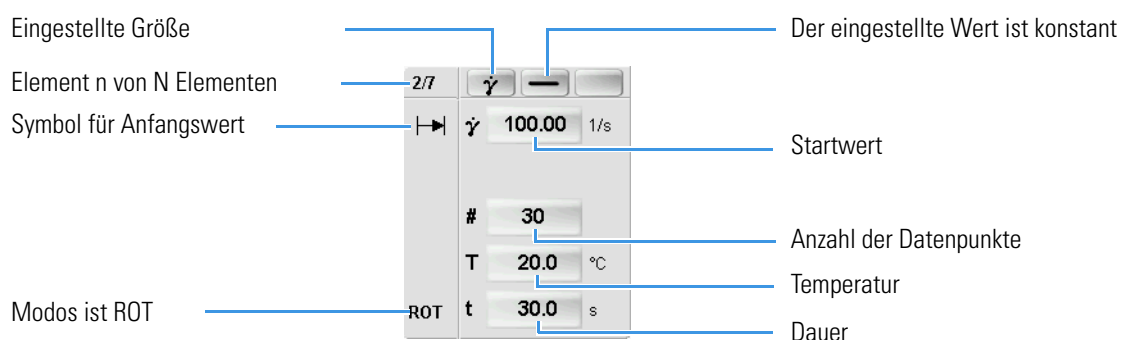 Eingestellte Größe
Der eingestellte Wert ist konstant
Element n von N Elementen
2/7 γ̇
Symbol für Anfangswert
γ̇ 100.00 1/s
Startwert
# 30
Anzahl der Datenpunkte
T 20.0 °C
Temperatur
Modos ist ROT
ROT t 30.0 s
Dauer